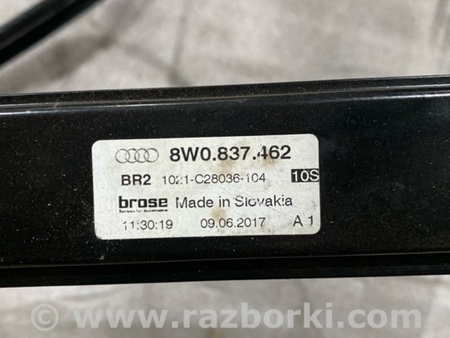 8W0.837.462
BR2 1021-C28036-104 10S
brose Made in Slovakia
11:30:19 09.06.2017 A 1
www.razborki.com